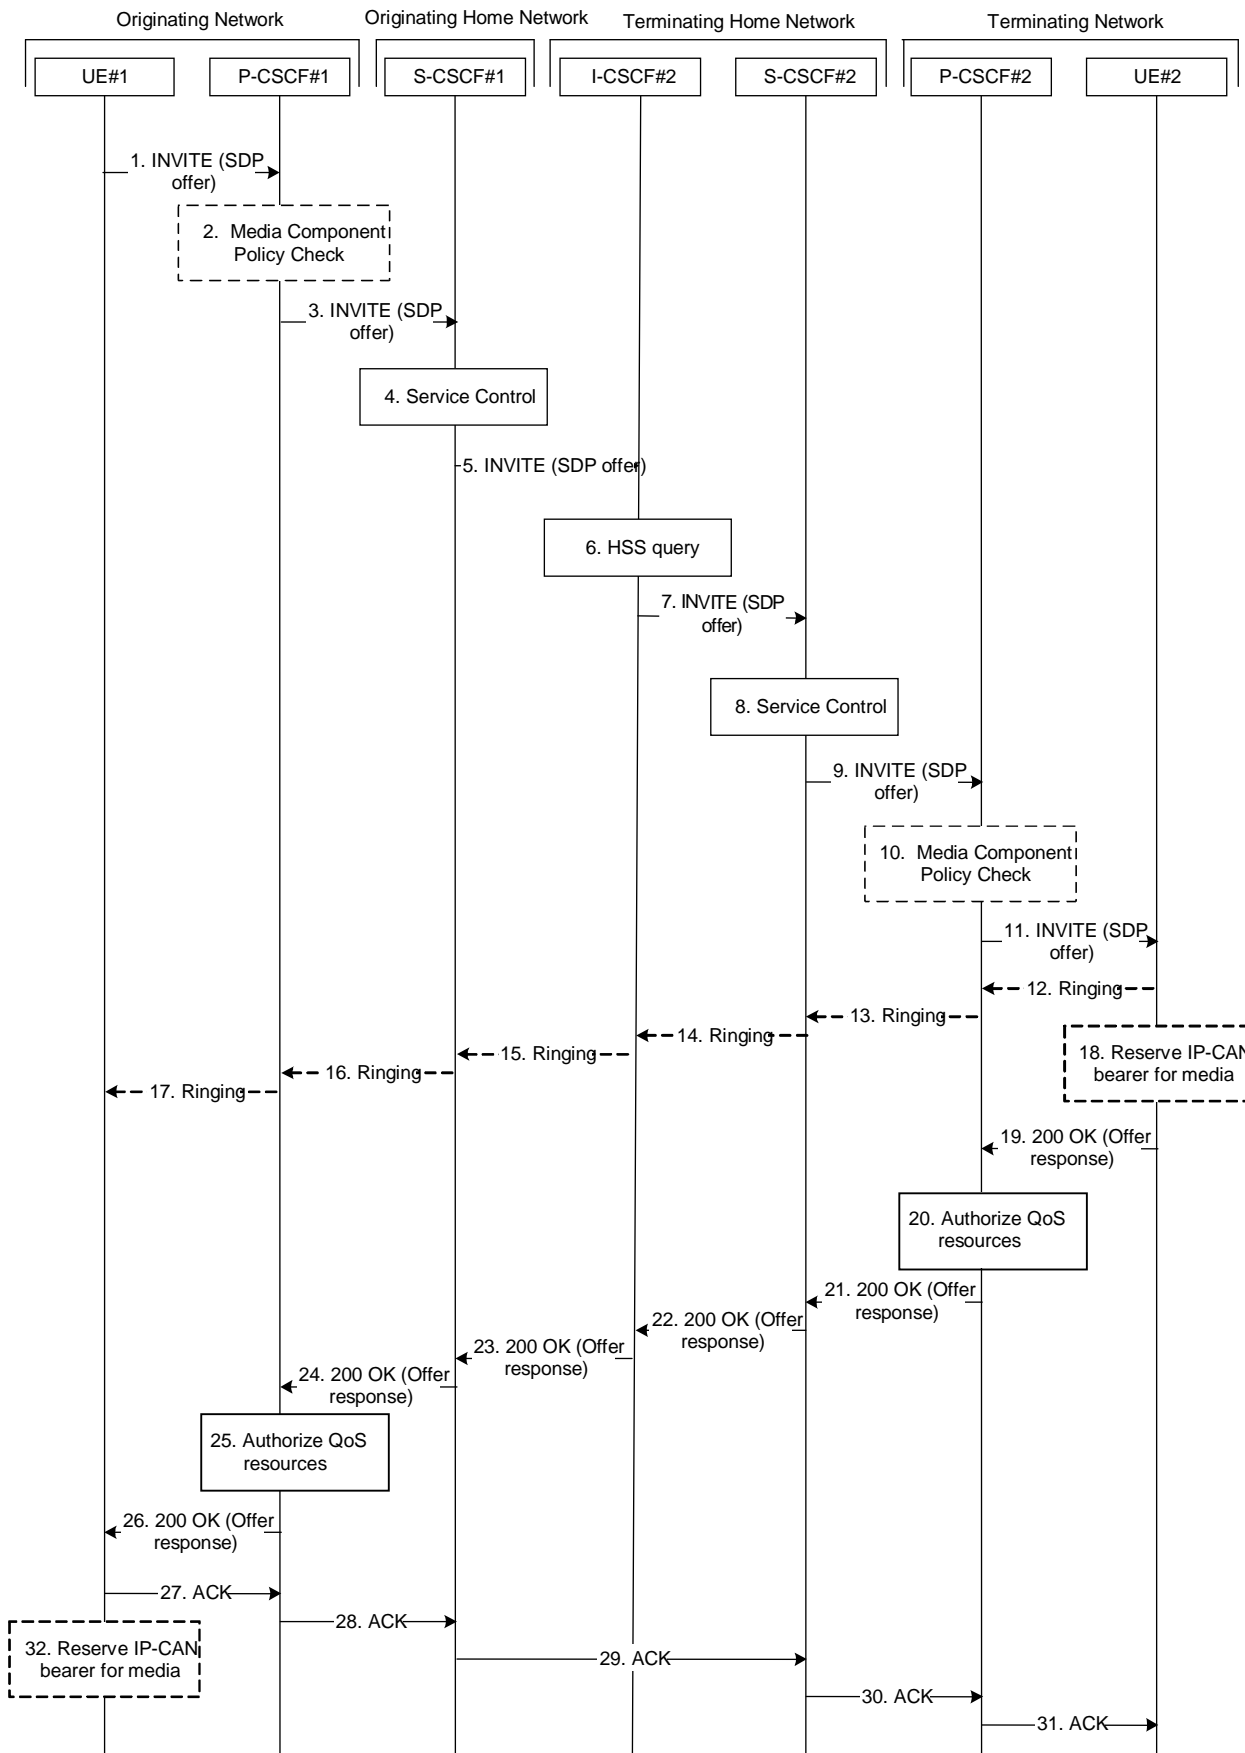 Originating Network
Originating Home Network
Terminating Home Network
Terminating Network
UE#1
P-CSCF#1
S-CSCF#1
I-CSCF#2
S-CSCF#2
P-CSCF#2
UE#2
1. INVITE (SDP
offer)
2. Media Component
Policy Check
3. INVITE (SDP
offer)
4. Service Control
5. INVITE (SDP offer)
6. HSS query
7. INVITE (SDP
offer)
8. Service Control
9. INVITE (SDP
offer)
10. Media Component
Policy Check
11. INVITE (SDP
offer)
12. Ringing
13. Ringing
14. Ringing
15. Ringing
16. Ringing
17. Ringing
18. Reserve IP-CAN
bearer for media
19. 200 OK (Offer
response)
20. Authorize QoS
resources
21. 200 OK (Offer
response)
22. 200 OK (Offer
response)
23. 200 OK (Offer
response)
24. 200 OK (Offer
response)
25. Authorize QoS
resources
26. 200 OK (Offer
response)
27. ACK
28. ACK
32. Reserve IP-CAN
bearer for media
29. ACK
30. ACK
31. ACK